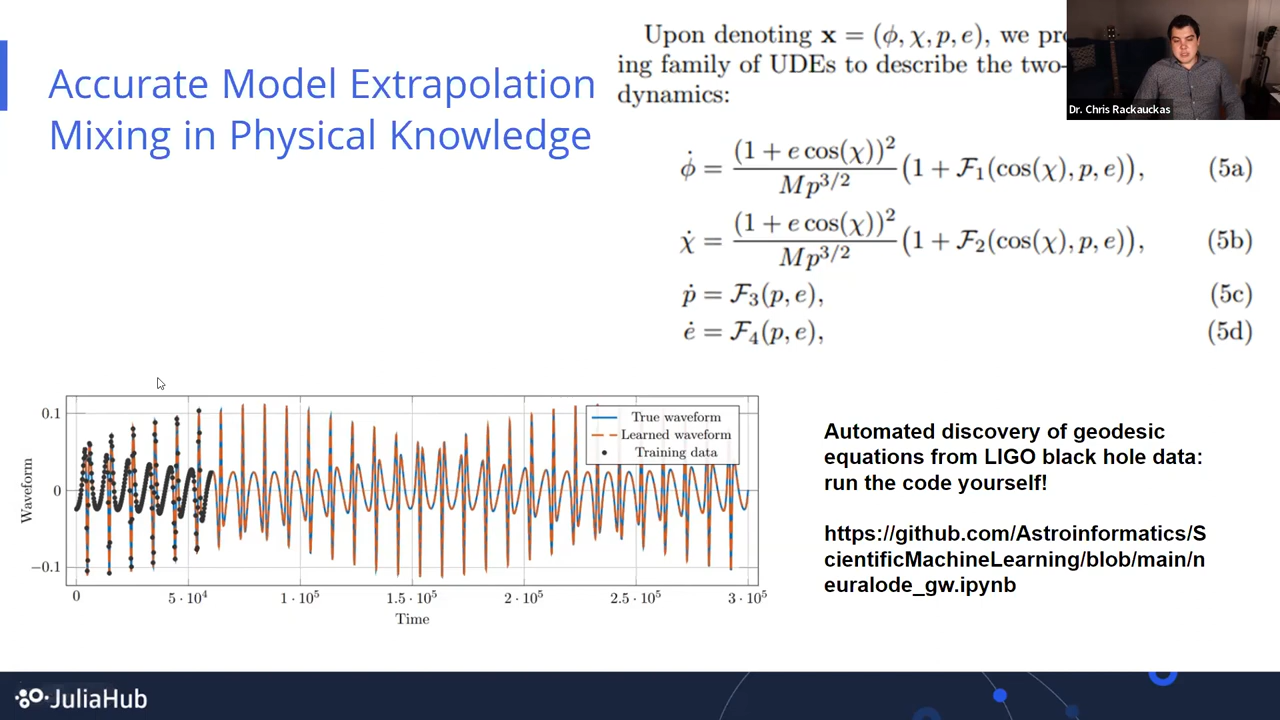 Accurate Model Extrapolation
Mixing in Physical Knowledge
Upon denoting x = (ϕ, χ, p, e), we pro
ing family of UDEs to describe the two-
dynamics:
ϕ̇ = (1 + e cos(χ))² / Mp^{3/2} (1 + ℱ₁(cos(χ), p, e)), (5a)
χ̇ = (1 + e cos(χ))² / Mp^{3/2} (1 + ℱ₂(cos(χ), p, e)), (5b)
ṗ = ℱ₃(p, e), (5c)
ė = ℱ₄(p, e), (5d)
Dr. Chris Rackauckas
0.1
0
−0.1
Waveform
True waveform
Learned waveform
Training data
0 5 · 10⁴ 1 · 10⁵ 1.5 · 10⁵ 2 · 10⁵ 2.5 · 10⁵ 3 · 10⁵
Time
Automated discovery of geodesic
equations from LIGO black hole data:
run the code yourself!
https://github.com/Astroinformatics/S
cientificMachineLearning/blob/main/n
euralode_gw.ipynb
JuliaHub